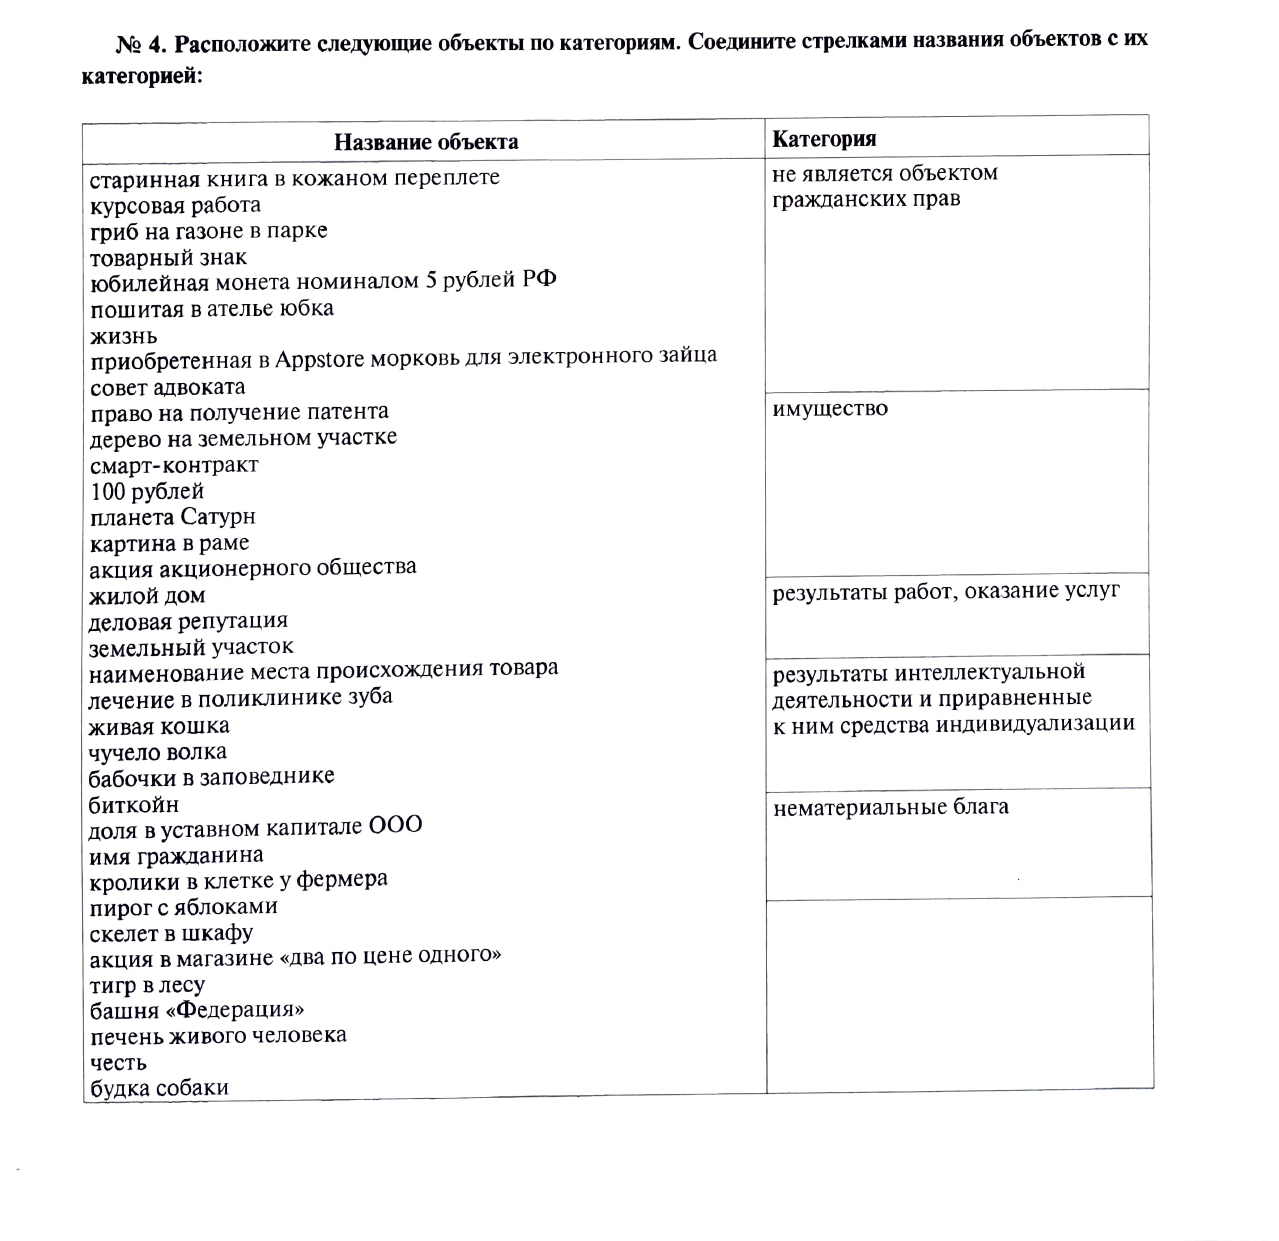 № 4. Расположите следующие объекты по категориям. Соедините стрелками названия объектов с их
категорией:
Название объекта
Категория
старинная книга в кожаном переплете
курсовая работа
гриб на газоне в парке
товарный знак
юбилейная монета номиналом 5 рублей РФ
пошитая в ателье юбка
жизнь
приобретенная в Appstore морковь для электронного зайца
совет адвоката
право на получение патента
дерево на земельном участке
смарт-контракт
100 рублей
планета Сатурн
картина в раме
акция акционерного общества
жилой дом
деловая репутация
земельный участок
наименование места происхождения товара
лечение в поликлинике зуба
живая кошка
чучело волка
бабочки в заповеднике
биткойн
доля в уставном капитале ООО
имя гражданина
кролики в клетке у фермера
пирог с яблоками
скелет в шкафу
акция в магазине «два по цене одного»
тигр в лесу
башня «Федерация»
печень живого человека
честь
будка собаки
не является объектом
гражданских прав
имущество
результаты работ, оказание услуг
результаты интеллектуальной
деятельности и приравненные
к ним средства индивидуализации
нематериальные блага